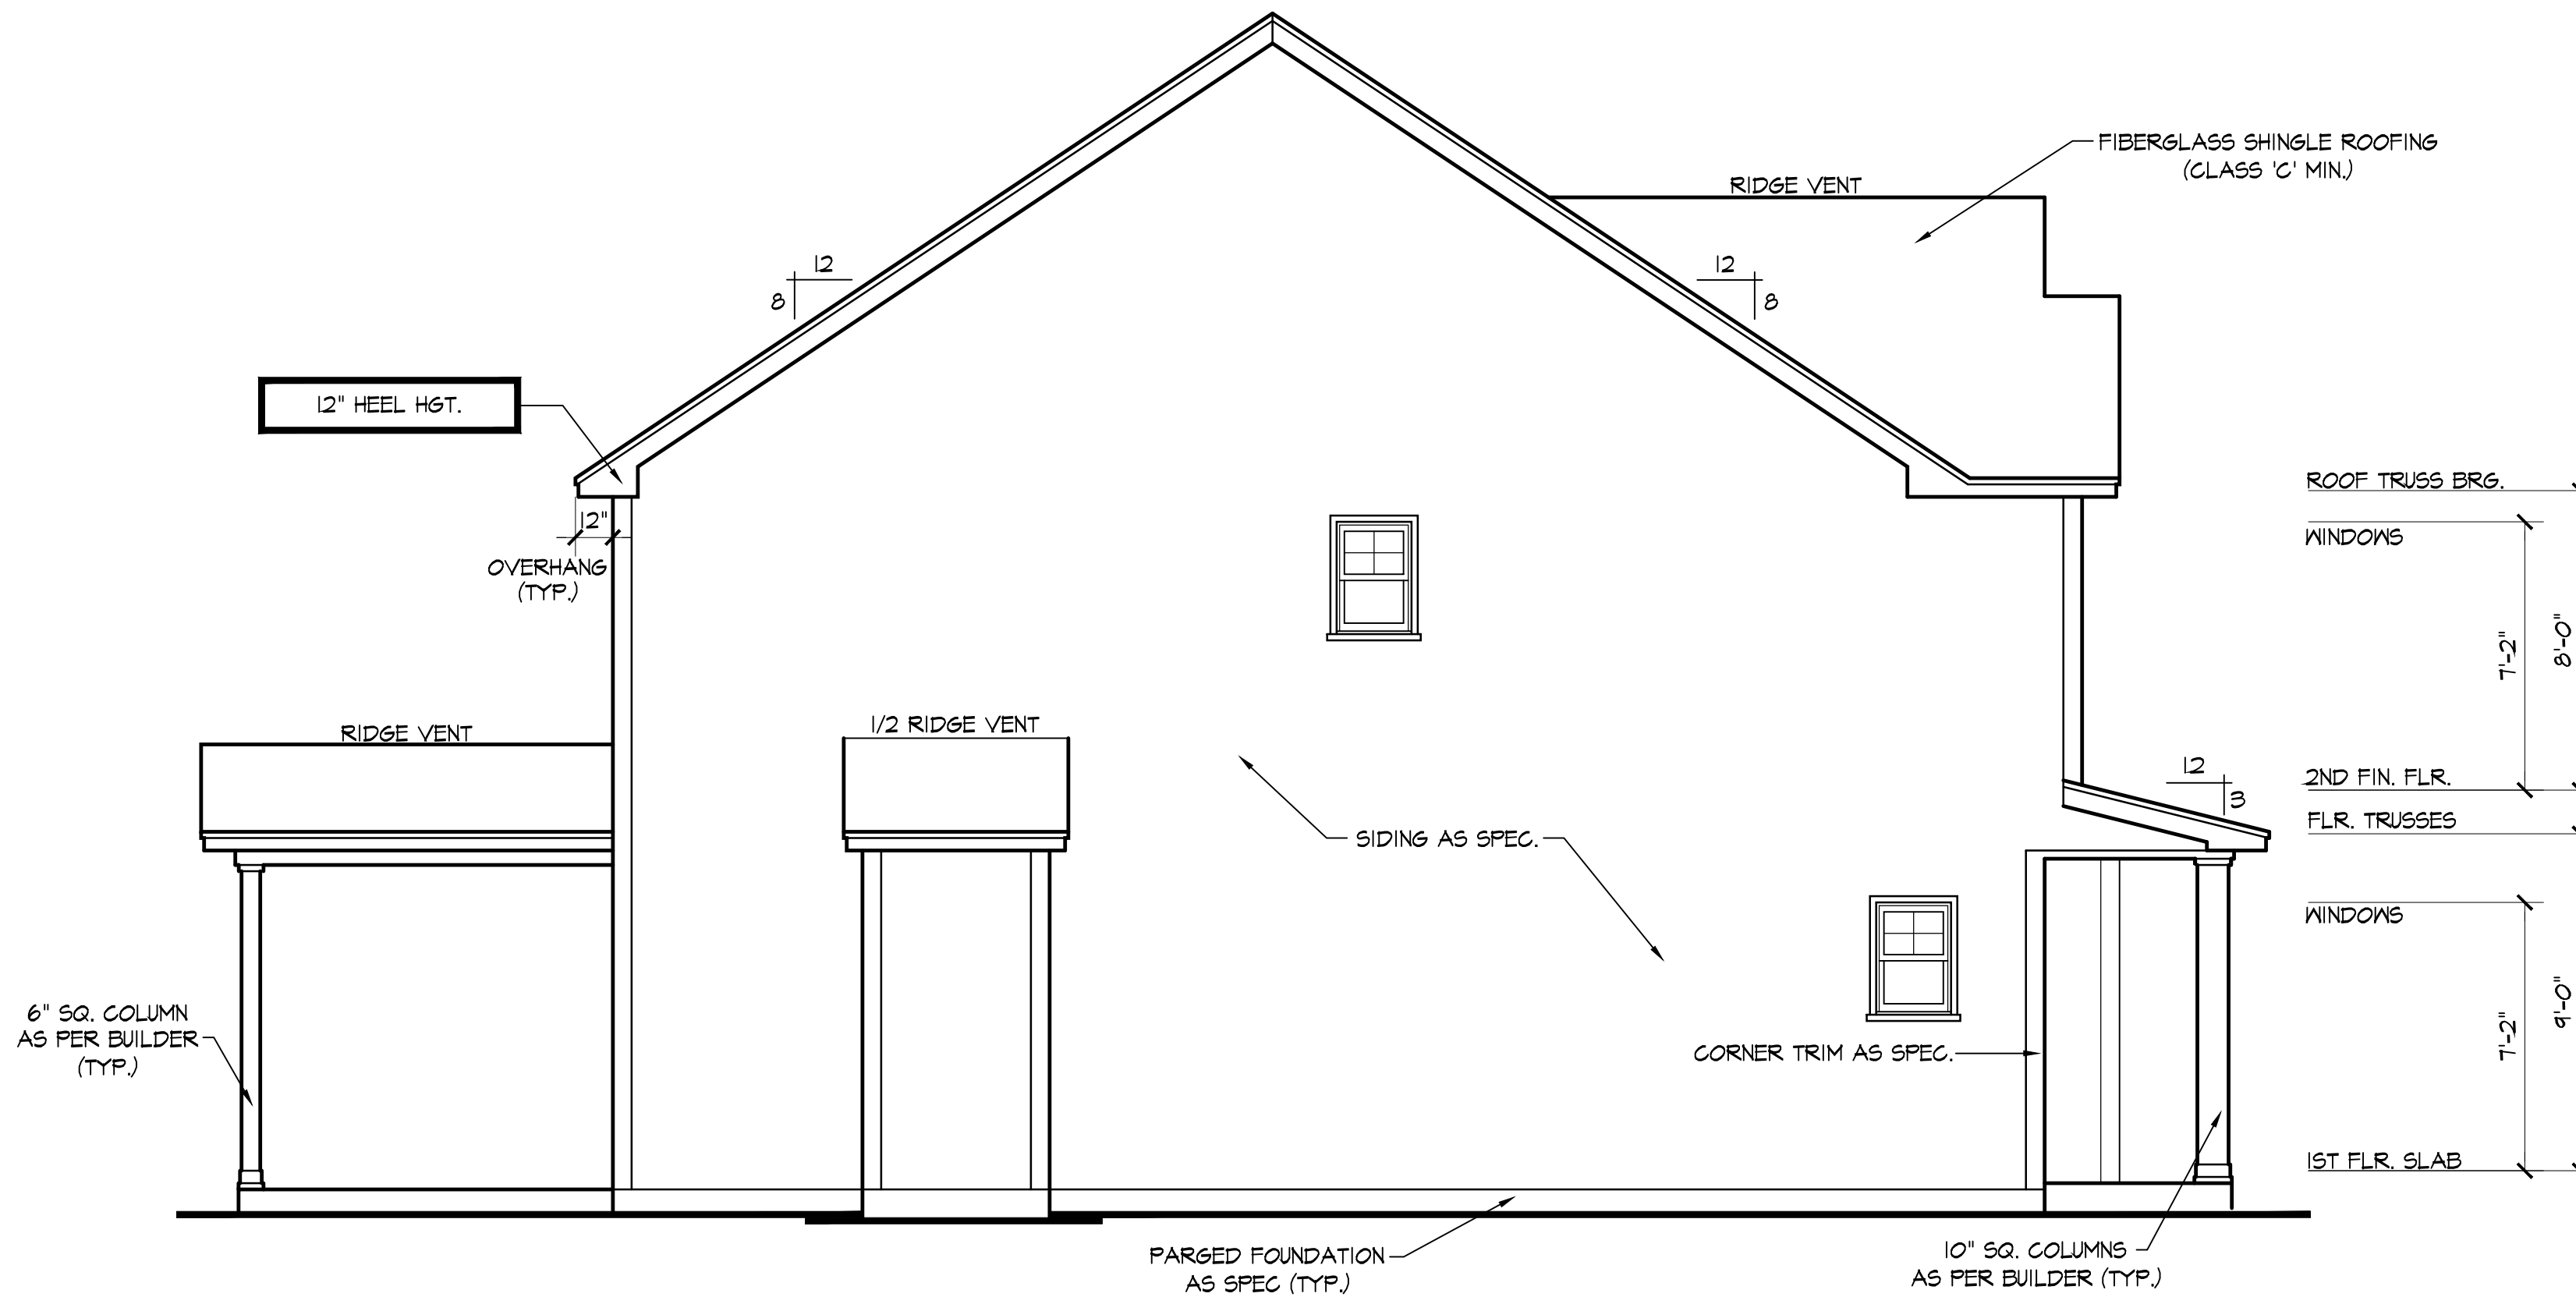 FIBERGLASS SHINGLE ROOFING
(CLASS 'C' MIN.)
RIDGE VENT
12
8
12
8
12" HEEL HGT.
ROOF TRUSS BRG.
12"
WINDOWS
OVERHANG
(TYP.)
7'-2"
8'-0"
RIDGE VENT
1/2 RIDGE VENT
12
3
2ND FIN. FLR.
FLR. TRUSSES
SIDING AS SPEC.
WINDOWS
6" SQ. COLUMN
AS PER BUILDER
(TYP.)
7'-2"
9'-0"
CORNER TRIM AS SPEC.
1ST FLR. SLAB
PARGED FOUNDATION
AS SPEC (TYP.)
10" SQ. COLUMNS
AS PER BUILDER (TYP.)